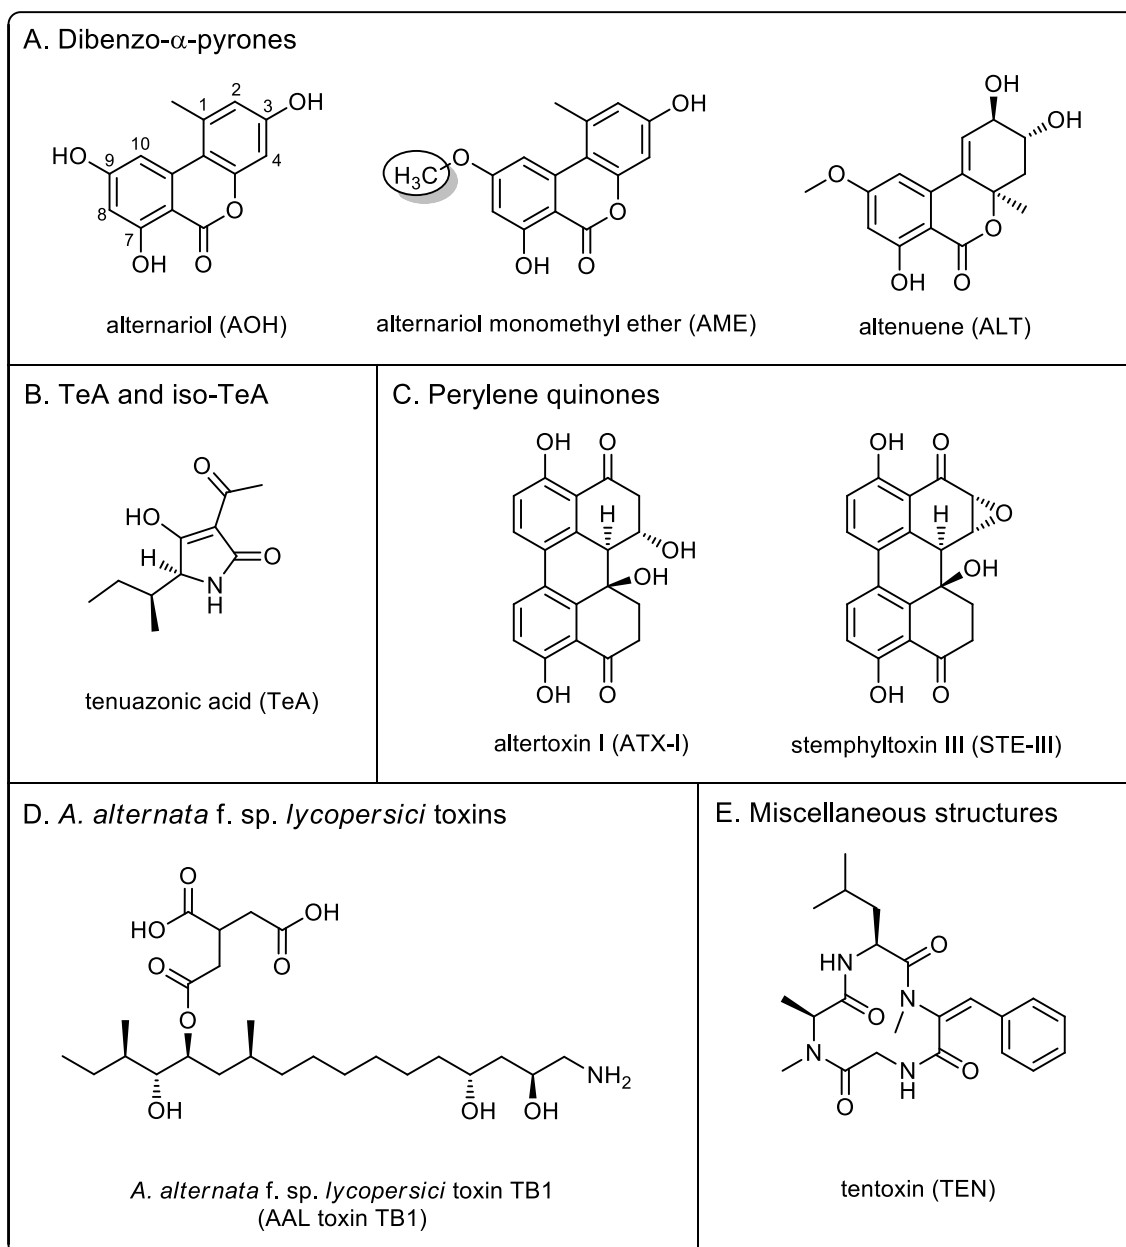 A. Dibenzo-α-pyrones
1
2
3
OH
4
10
HO
9
8
7
O
OH
O
alternariol (AOH)
OH
H3C
O
O
OH
O
alternariol monomethyl ether (AME)
OH
OH
O
O
OH
O
altenuene (ALT)
B. TeA and iso-TeA
O
HO
O
H
N
H
tenuazonic acid (TeA)
C. Perylene quinones
OH
O
H
OH
OH
OH
O
altertoxin I (ATX-I)
OH
O
H
O
OH
OH
O
stemphyltoxin III (STE-III)
D. A. alternata f. sp. lycopersici toxins
O
HO
OH
O
O
O
OH
OH
OH
NH2
A. alternata f. sp. lycopersici toxin TB1
(AAL toxin TB1)
E. Miscellaneous structures
HN
O
N
O
N
O
N
H
O
tentoxin (TEN)